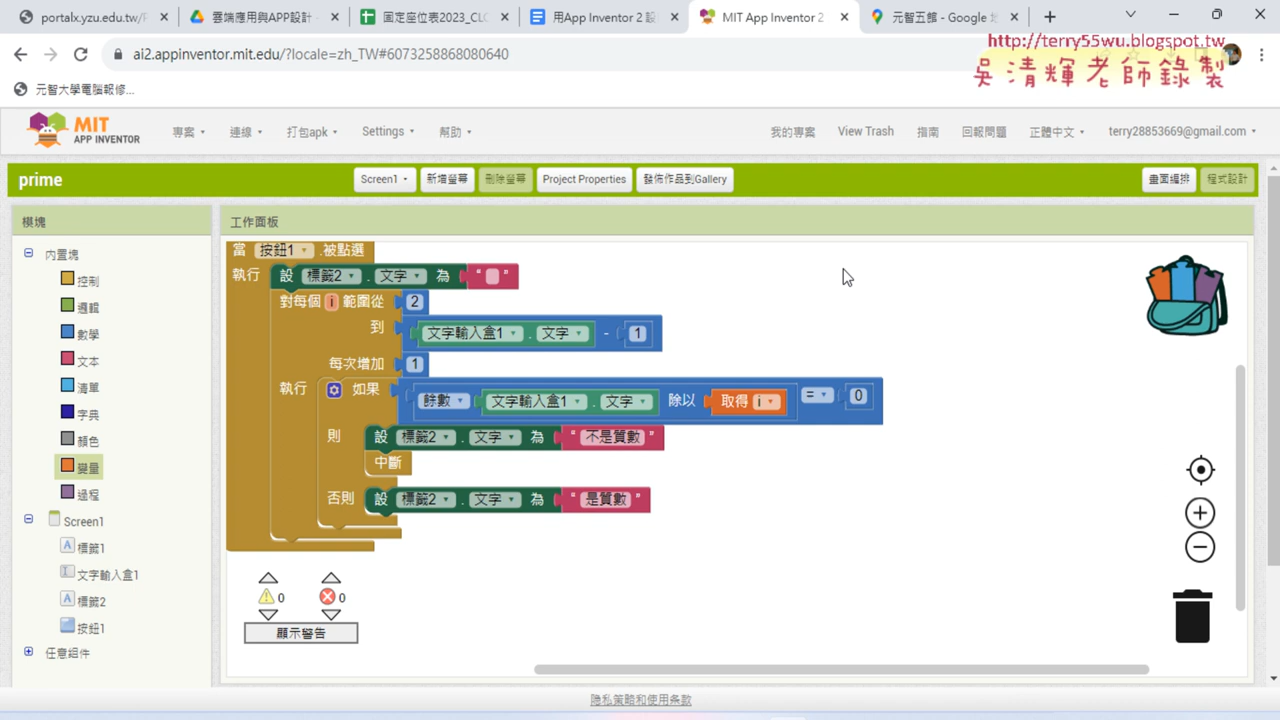 portalx.yzu.edu.tw/F
雲端應用與APP設計 -
固定座位表2023_CLC
用App Inventor 2 設
MIT App Inventor 2
元智五館 - Google 地
ai2.appinventor.mit.edu/?locale=zh_TW#6073258868080640
http://terry55wu.blogspot.tw
吳清輝老師錄製
元智大學電腦報修...
MIT
APP INVENTOR
專案
連線
打包apk
Settings
幫助
我的專案
View Trash
指南
回報問題
正體中文
terry28853669@gmail.com
prime
Screen1
新增螢幕
刪除螢幕
Project Properties
發佈作品到Gallery
畫面編排
程式設計
模塊
工作面板
內置塊
控制
邏輯
數學
文本
清單
字典
顏色
變量
過程
Screen1
標籤1
文字輸入盒1
標籤2
按鈕1
任意組件
當 按鈕1 .被點選
執行 設 標籤2 . 文字 為 “ ”
對每個 i 範圍從 2
到 文字輸入盒1 . 文字 - 1
每次增加 1
執行 如果 餘數 文字輸入盒1 . 文字 除以 取得 i = 0
則 設 標籤2 . 文字 為 “ 不是質數 ”
中斷
否則 設 標籤2 . 文字 為 “ 是質數 ”
0 0
顯示警告
隐私策略和使用条款